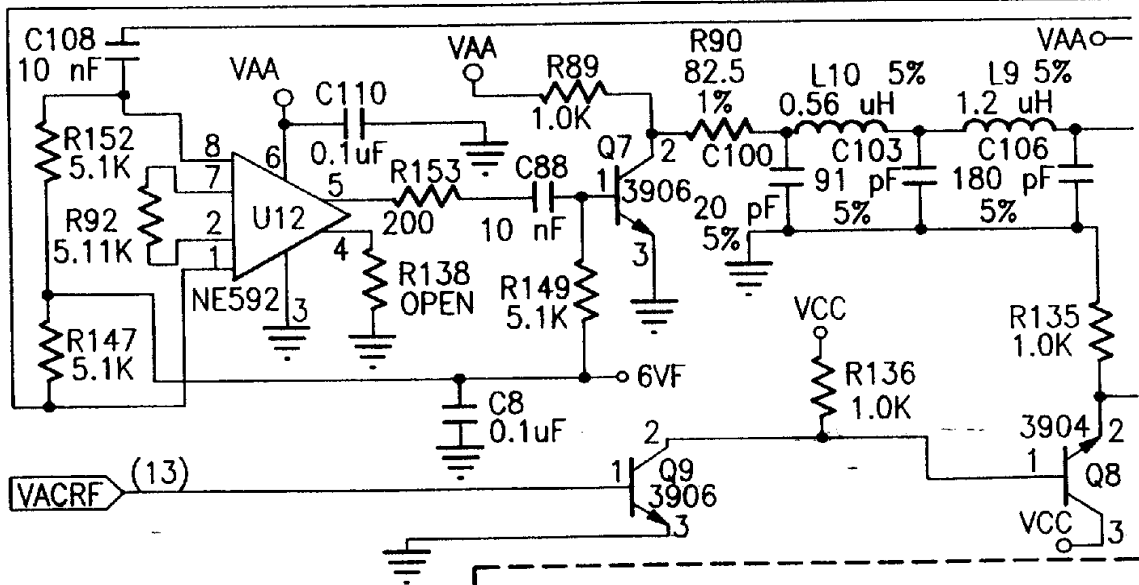 C108
10 nF
VAA
C110
0.1uF
VAA
R89
1.0K
R90
82.5
1%
L10 5%
0.56 uH
L9 5%
1.2 uH
VAA
R152
5.1K
8
7
2
1
6
5
4
3
U12
NE592
R92
5.11K
R153
200
C88
10 nF
Q7
1
2
3
3906
C100
20 pF
5%
C103
91 pF
5%
C106
180 pF
5%
R138
OPEN
R149
5.1K
R147
5.1K
6VF
C8
0.1uF
VCC
R136
1.0K
R135
1.0K
VACRF
(13)
1
2
3
Q9
3906
3904
1
2
3
Q8
VCC